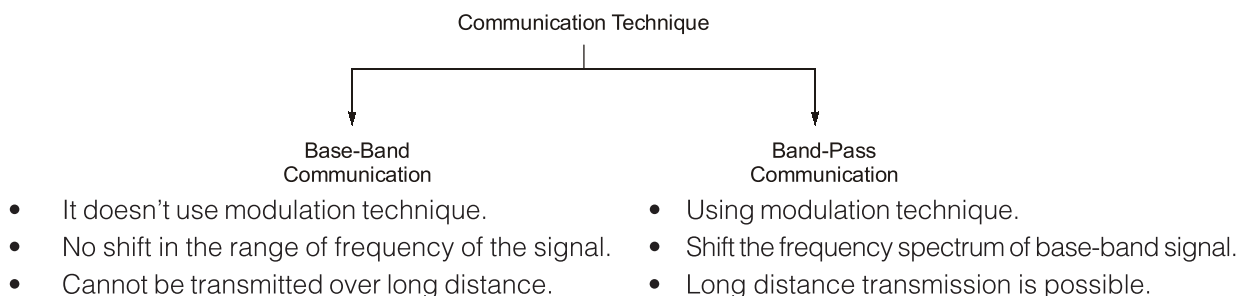 Communication Technique
Base-Band
Communication
• It doesn't use modulation technique.
• No shift in the range of frequency of the signal.
• Cannot be transmitted over long distance.
Band-Pass
Communication
• Using modulation technique.
• Shift the frequency spectrum of base-band signal.
• Long distance transmission is possible.